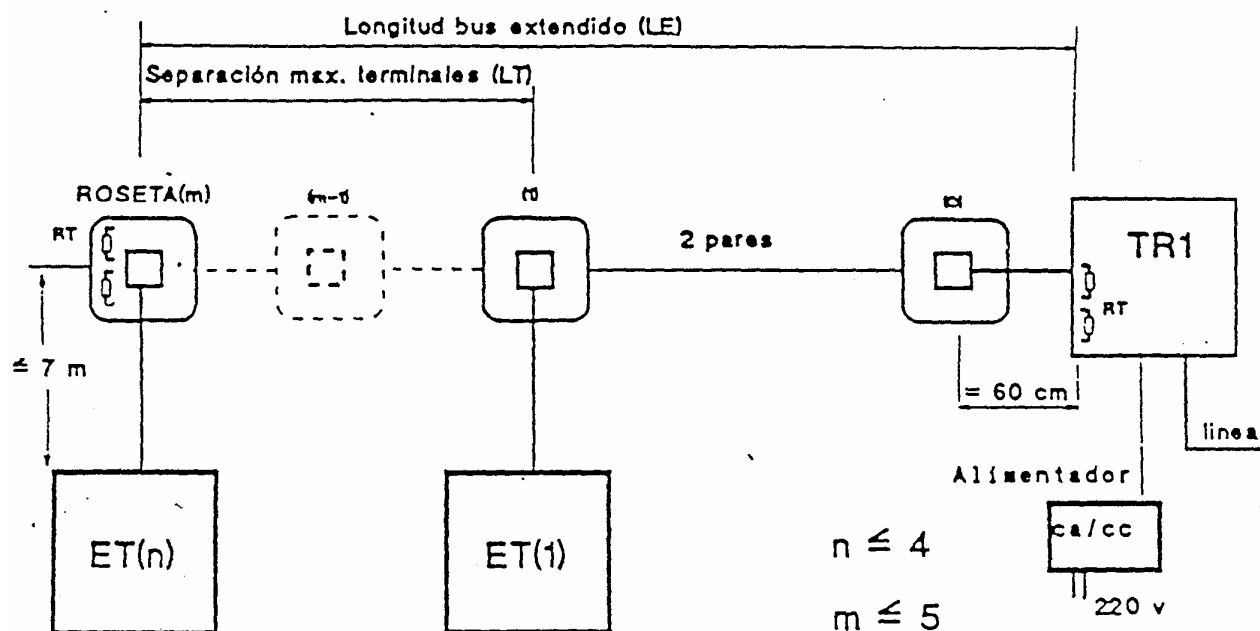 Longitud bus extendido (LE)
Separación max. terminales (LT)
ROSETA(m)
(m-1)
RT
2 pares
TR1
RT
≤ 7 m
= 60 cm
linea
Alimentador
ET(n)
ET(1)
n ≤ 4
ca/cc
m ≤ 5
220 v